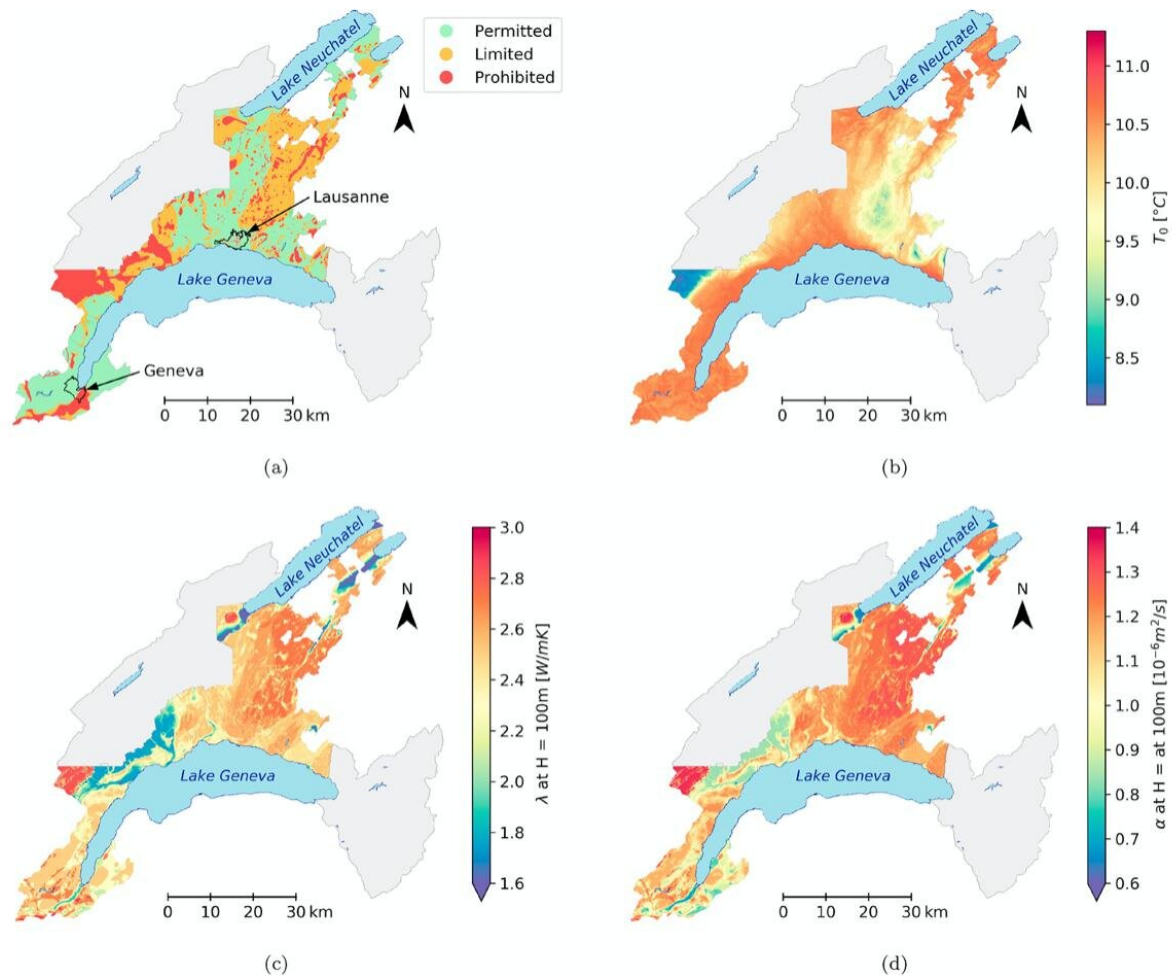 Lake Neuchatel
Permitted
Limited
Prohibited
N
Lausanne
Lake Geneva
Geneva
0 10 20 30 km
(a)
Lake Neuchatel
N
Lake Geneva
0 10 20 30 km
11.0
10.5
10.0
9.5
9.0
8.5
T₀ [°C]
(b)
Lake Neuchatel
N
Lake Geneva
0 10 20 30 km
3.0
2.8
2.6
2.4
2.2
2.0
1.8
1.6
λ at H = 100m [W/mK]
(c)
Lake Neuchatel
N
Lake Geneva
0 10 20 30 km
1.4
1.3
1.2
1.1
1.0
0.9
0.8
0.7
0.6
α at H = at 100m [10⁻⁶m²/s]
(d)